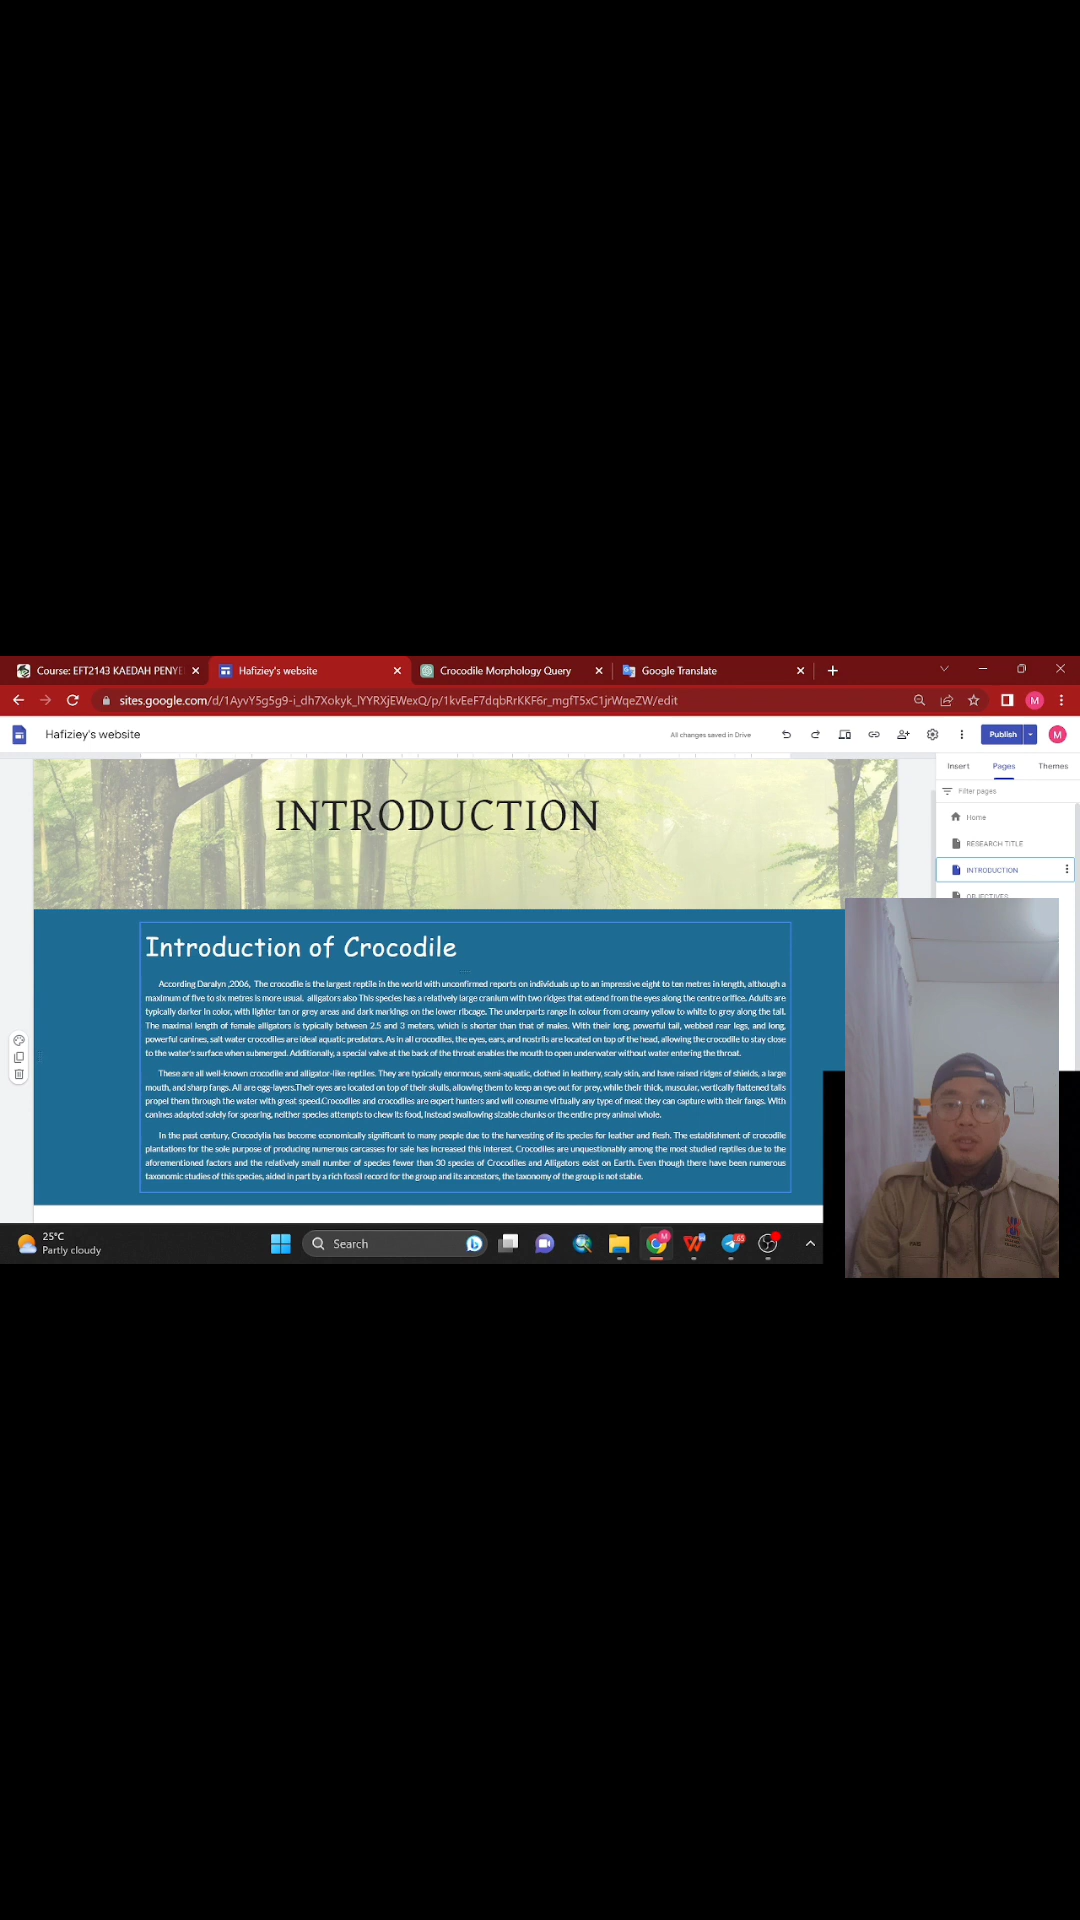 Course: EFT2143 KAEDAH PENYE
Hafiziey's website
Crocodile Morphology Query
Google Translate
sites.google.com/d/1AyvY5g5g9-i_dh7Xokyk_lYYRXjEWexQ/p/1kvEeF7dqbRrKKF6r_mgfT5xC1jrWqeZW/edit
M
Hafiziey's website
All changes saved in Drive
Publish
M
Insert Pages Themes
Filter pages
Home
RESEARCH TITLE
INTRODUCTION
OBJECTIVES
INTRODUCTION
Introduction of Crocodile
According Daralyn ,2006, The crocodile is the largest reptile in the world with unconfirmed reports on individuals up to an impressive eight to ten metres in length, although a
maximum of five to six metres is more usual. alligators also This species has a relatively large cranium with two ridges that extend from the eyes along the centre orifice. Adults are
typically darker in color, with lighter tan or grey areas and dark markings on the lower ribcage. The underparts range in colour from creamy yellow to white to grey along the tail.
The maximal length of female alligators is typically between 2.5 and 3 meters, which is shorter than that of males. With their long, powerful tail, webbed rear legs, and long,
powerful canines, salt water crocodiles are ideal aquatic predators. As in all crocodiles, the eyes, ears, and nostrils are located on top of the head, allowing the crocodile to stay close
to the water's surface when submerged. Additionally, a special valve at the back of the throat enables the mouth to open underwater without water entering the throat.
These are all well-known crocodile and alligator-like reptiles. They are typically enormous, semi-aquatic, clothed in leathery, scaly skin, and have raised ridges of shields, a large
mouth, and sharp fangs. All are egg-layers.Their eyes are located on top of their skulls, allowing them to keep an eye out for prey, while their thick, muscular, vertically flattened tails
propel them through the water with great speed.Crocodiles and crocodiles are expert hunters and will consume virtually any type of meat they can capture with their fangs. With
canines adapted solely for spearing, neither species attempts to chew its food, instead swallowing sizable chunks or the entire prey animal whole.
In the past century, Crocodylia has become economically significant to many people due to the harvesting of its species for leather and flesh. The establishment of crocodile
plantations for the sole purpose of producing numerous carcasses for sale has increased this interest. Crocodiles are unquestionably among the most studied reptiles due to the
aforementioned factors and the relatively small number of species fewer than 30 species of Crocodiles and Alligators exist on Earth. Even though there have been numerous
taxonomic studies of this species, aided in part by a rich fossil record for the group and its ancestors, the taxonomy of the group is not stable.
25°C
Partly cloudy
Search